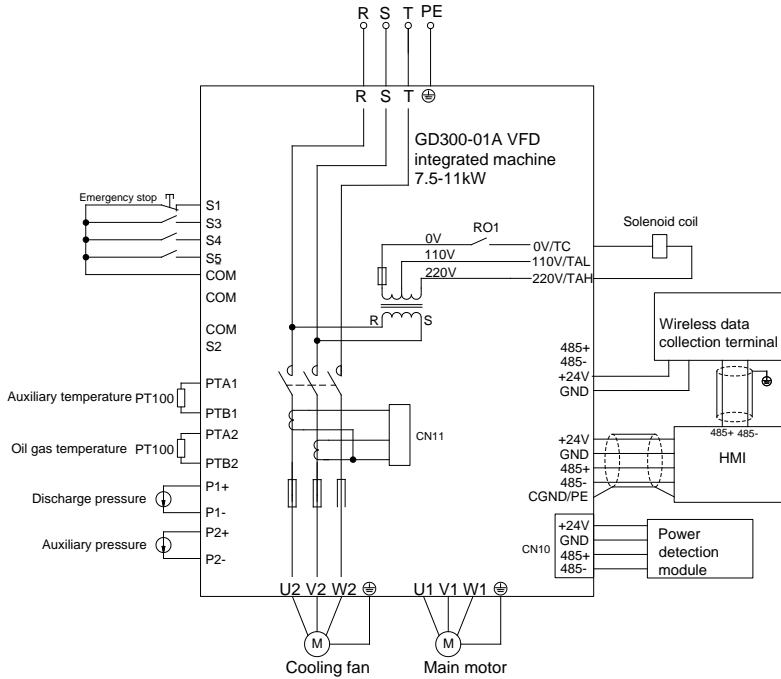 R S T PE
R S T
GD300-01A VFD
integrated machine
7.5-11kW
Emergency stop
S1
S3
S4
S5
COM
COM
COM
S2
0V
RO1
0V/TC
110V
110V/TAL
220V
220V/TAH
Solenoid coil
R S
Wireless data
collection terminal
485+
485-
+24V
GND
Auxiliary temperature PT100
PTA1
PTB1
Oil gas temperature PT100
PTA2
PTB2
Discharge pressure
P1+
P1-
Auxiliary pressure
P2+
P2-
CN11
485+ 485-
HMI
+24V
GND
485+
485-
CGND/PE
CN10
+24V
GND
485+
485-
Power
detection
module
U2 V2 W2
U1 V1 W1
M
M
Cooling fan
Main motor